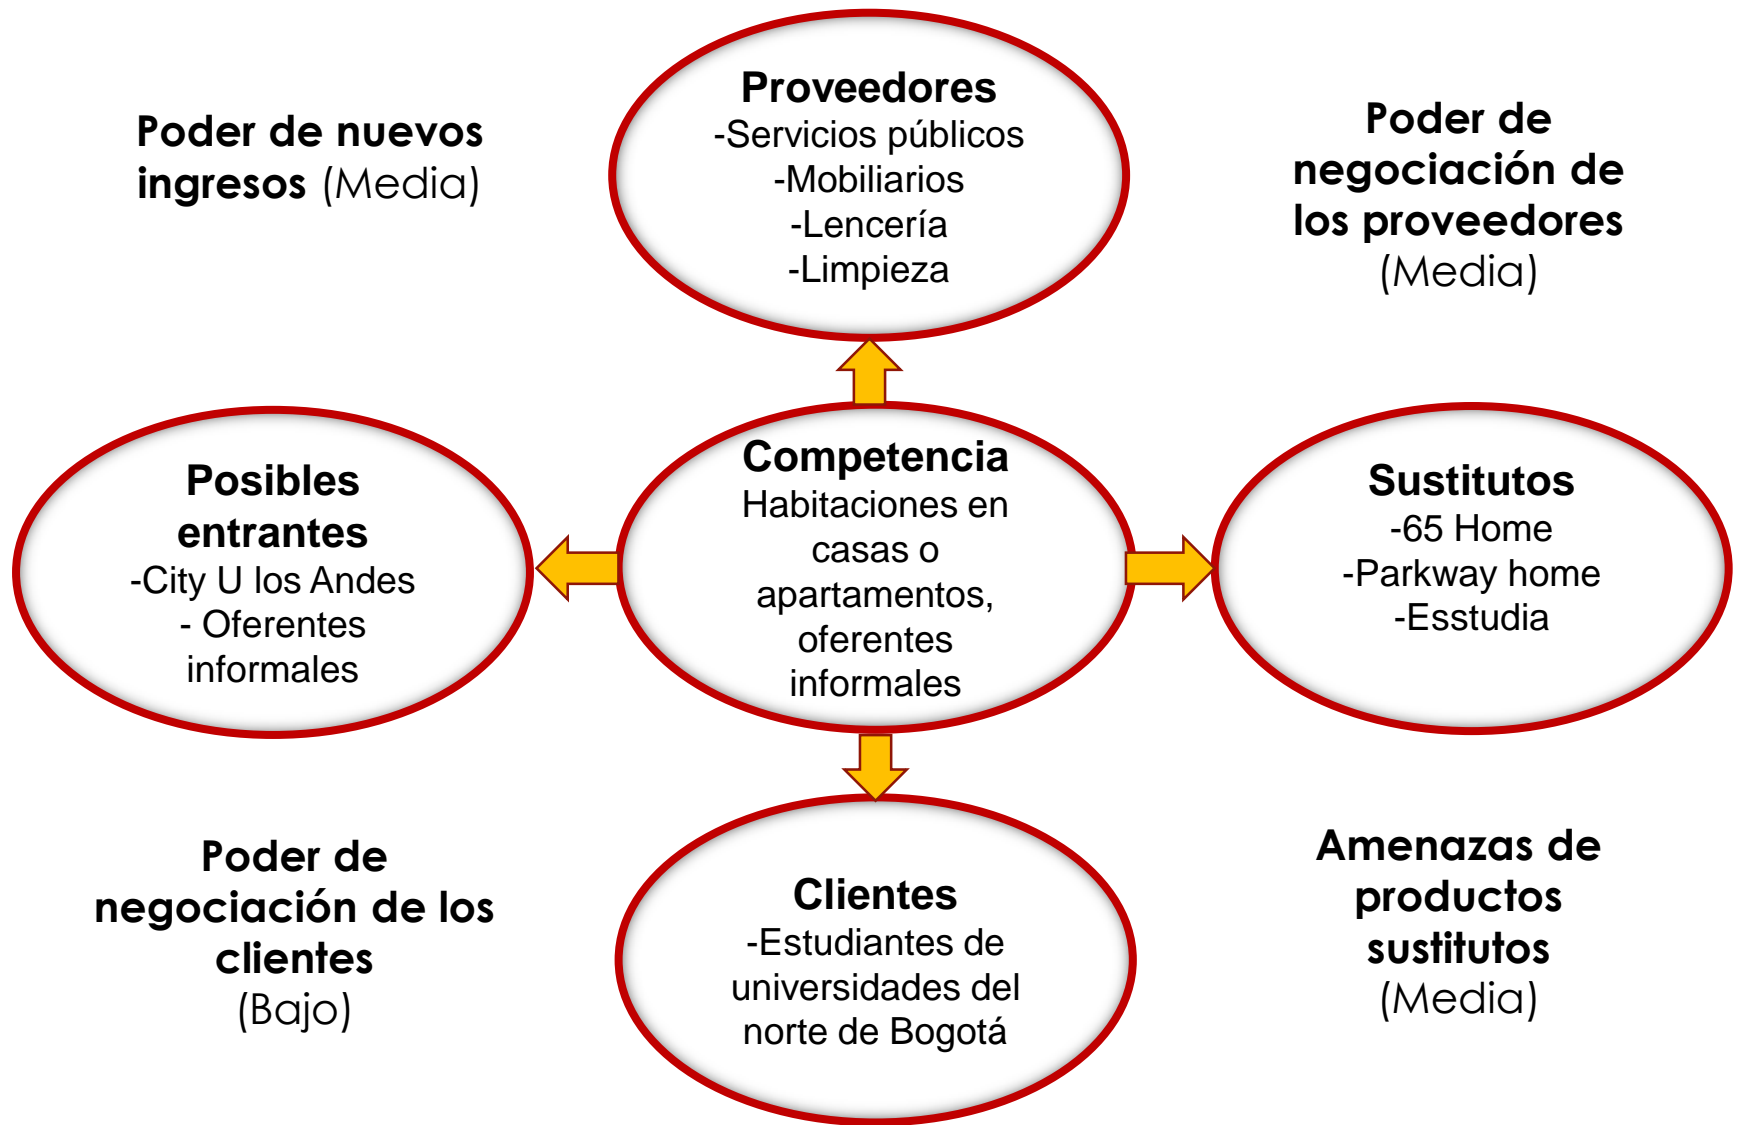 Poder de nuevos
ingresos (Media)
Proveedores
-Servicios públicos
-Mobiliarios
-Lencería
-Limpieza
Poder de
negociación de
los proveedores
(Media)
Posibles
entrantes
-City U los Andes
- Oferentes
informales
Competencia
Habitaciones en
casas o
apartamentos,
oferentes
informales
Sustitutos
-65 Home
-Parkway home
-Esstudia
Poder de
negociación de los
clientes
(Bajo)
Clientes
-Estudiantes de
universidades del
norte de Bogotá
Amenazas de
productos
sustitutos
(Media)